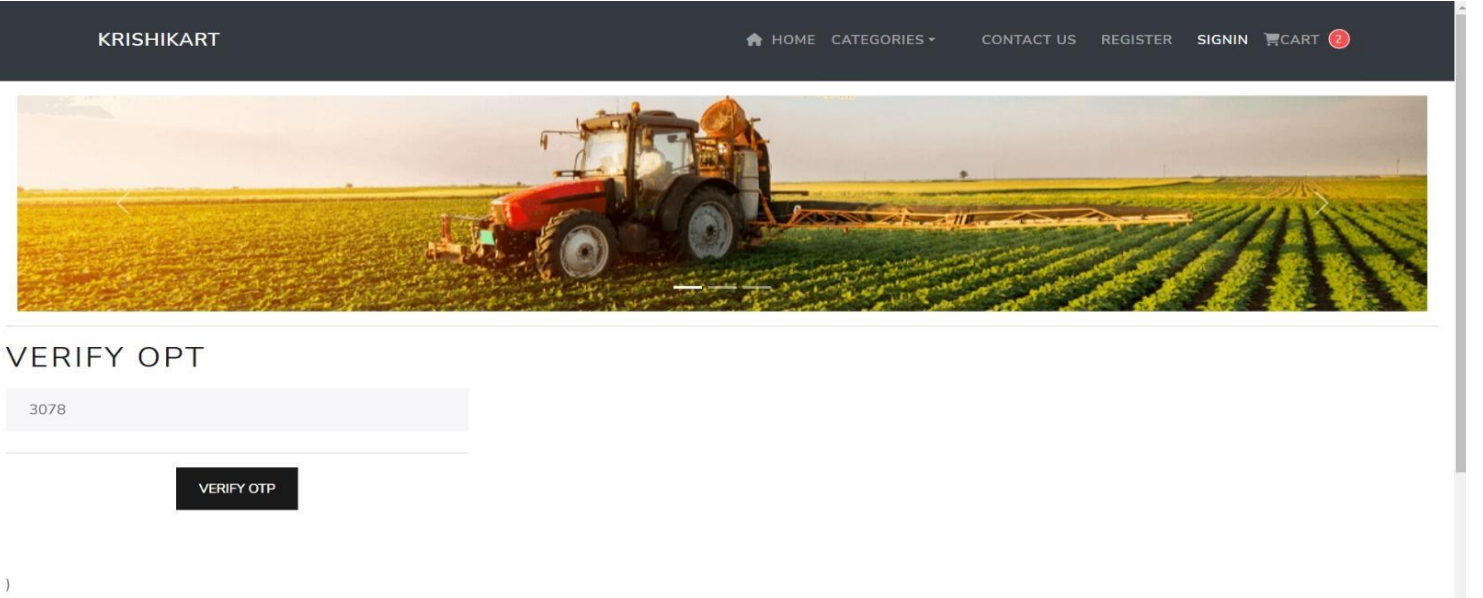 KRISHIKART
HOME CATEGORIES CONTACT US REGISTER SIGNIN CART 2
VERIFY OPT
3078
VERIFY OTP
)